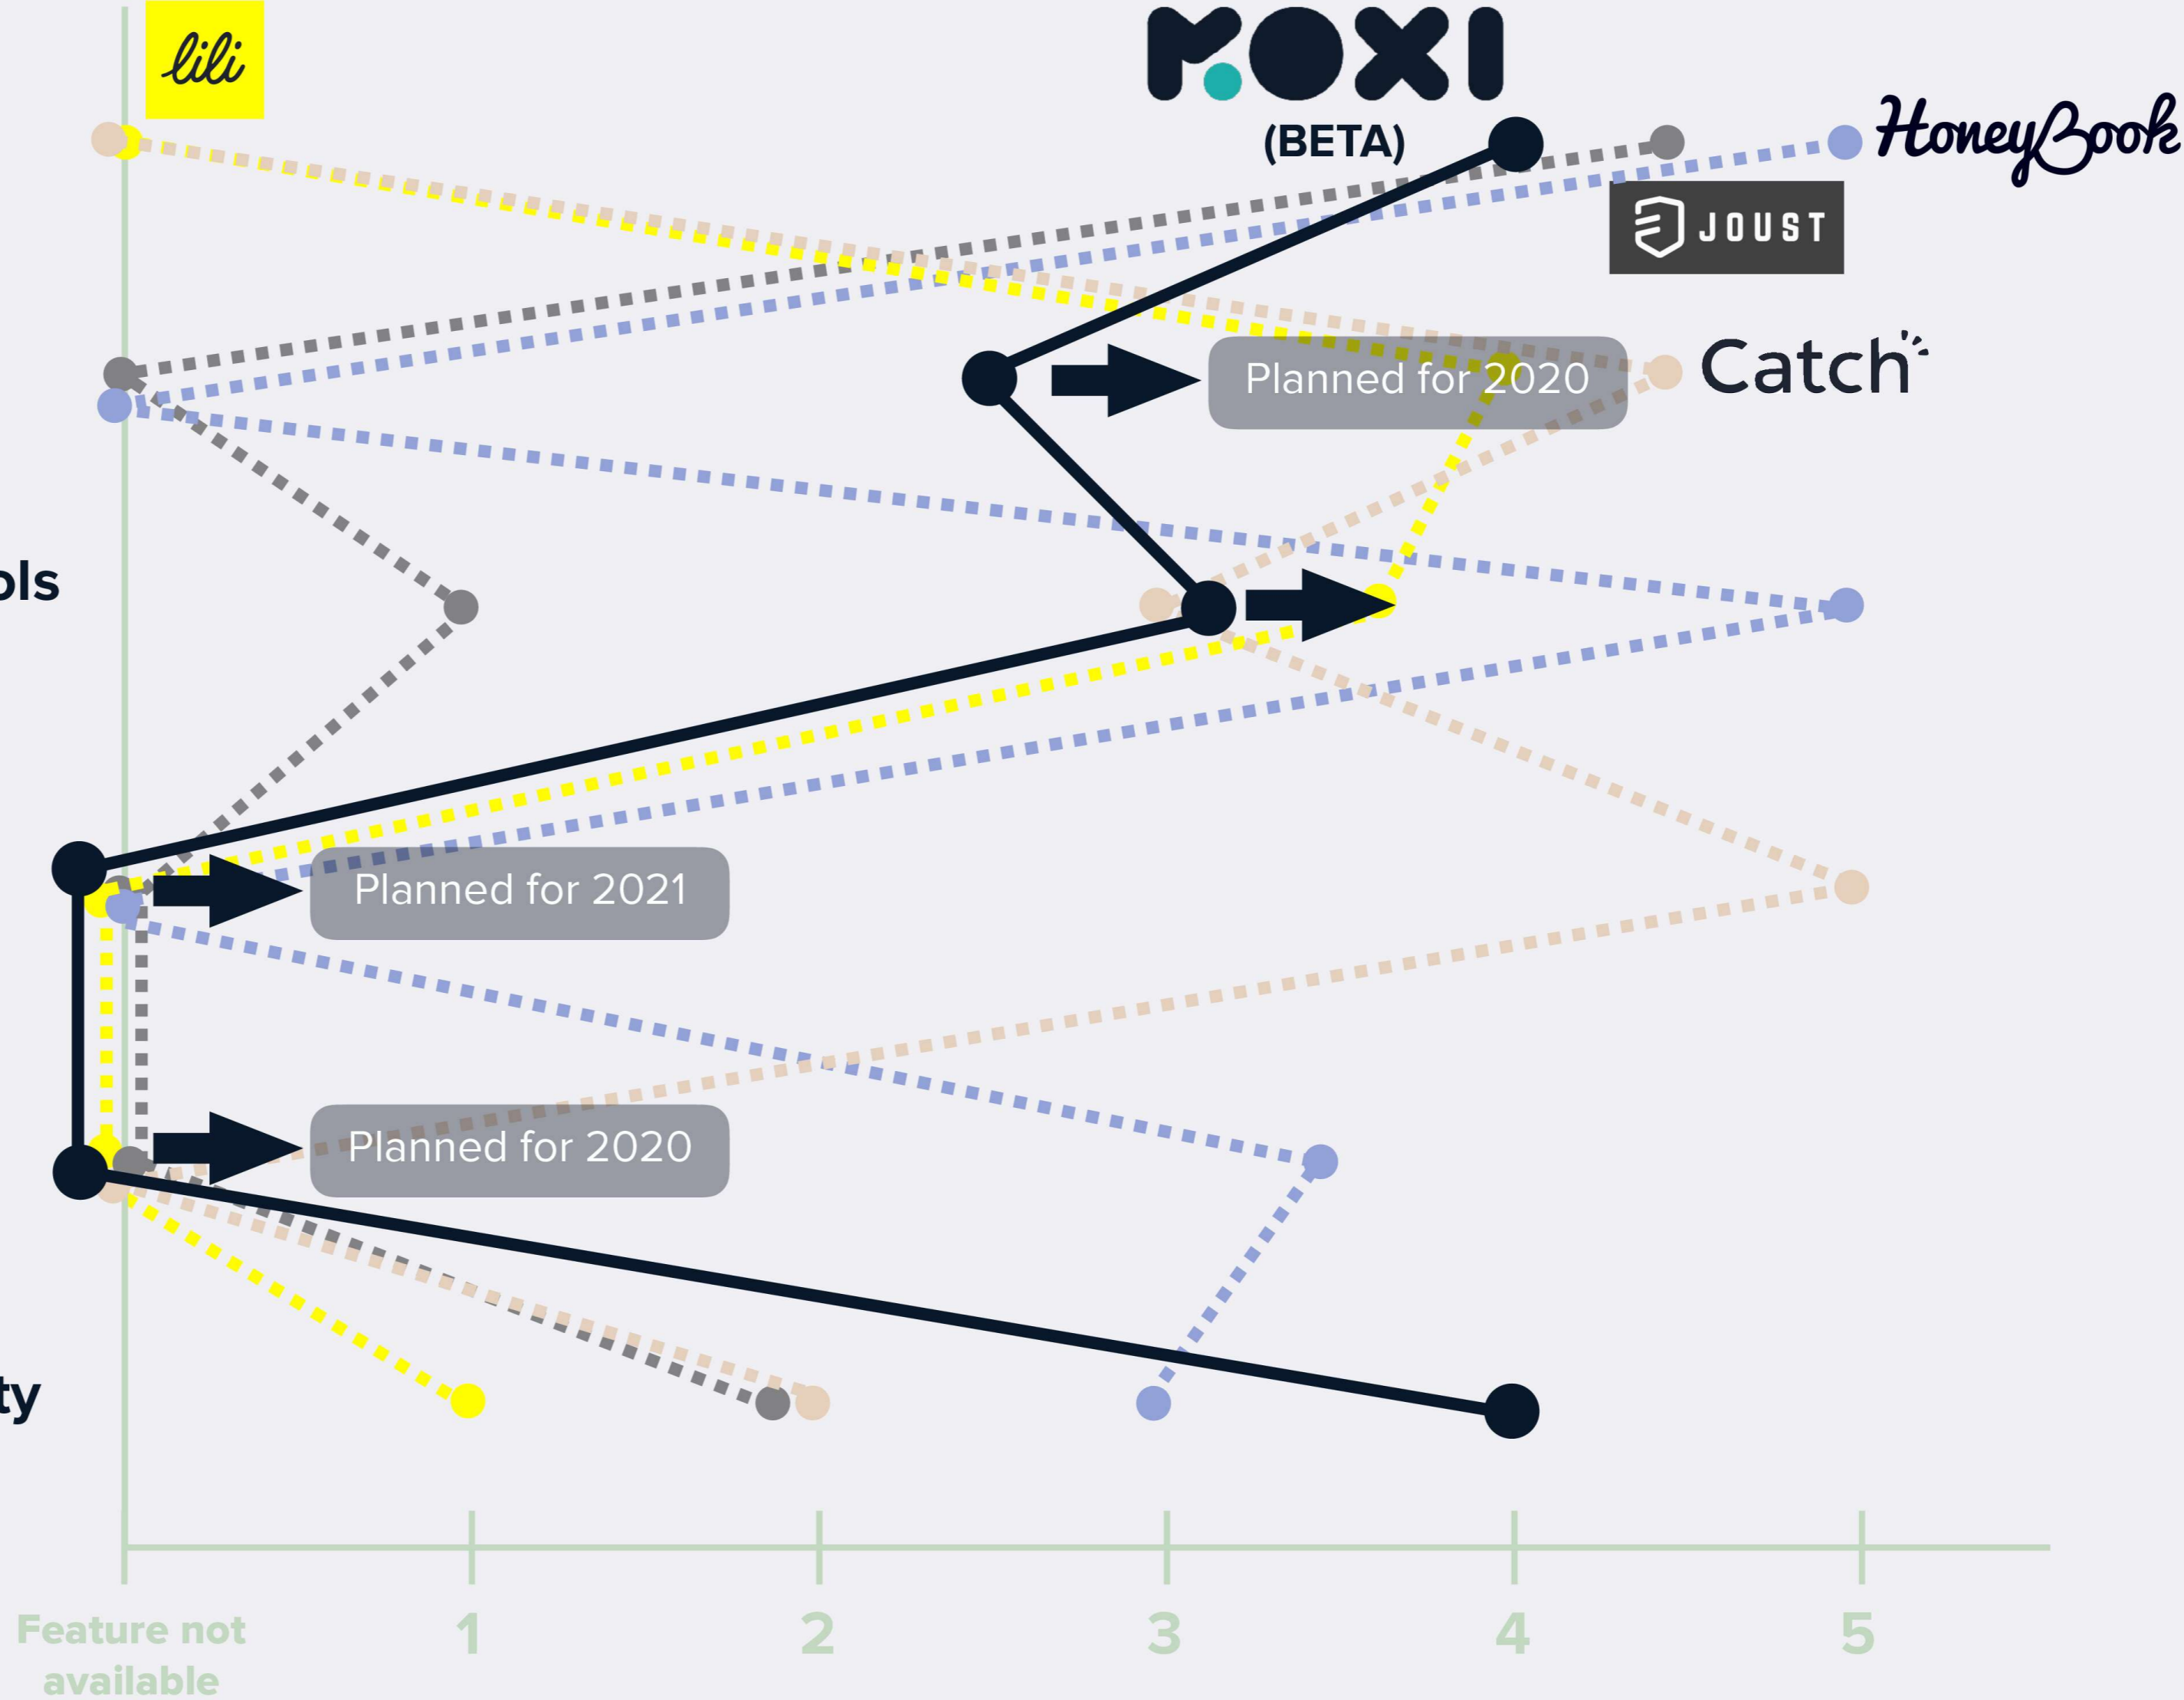 lili
MOXI
(BETA)
HoneyBook
JOUST
Planned for 2020
Catch
ols
Planned for 2021
Planned for 2020
ty
1
2
3
4
5
Feature not
available